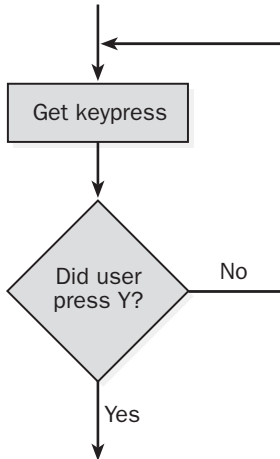 Get keypress
Did user
press Y?
No
Yes